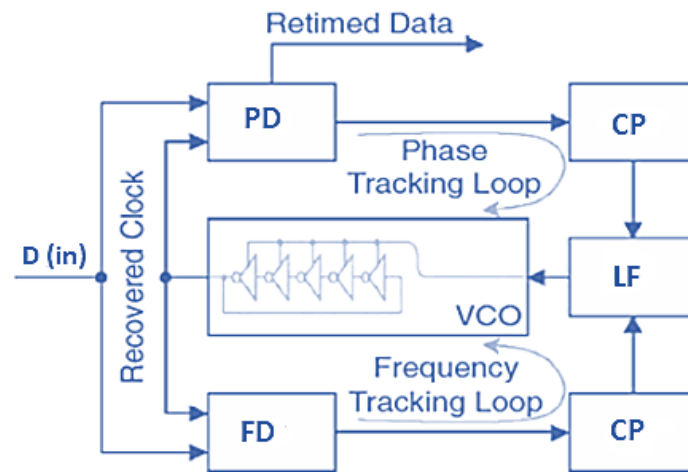 Retimed Data
PD
CP
Phase
Tracking Loop
Recovered Clock
D (in)
LF
VCO
Frequency
Tracking Loop
FD
CP